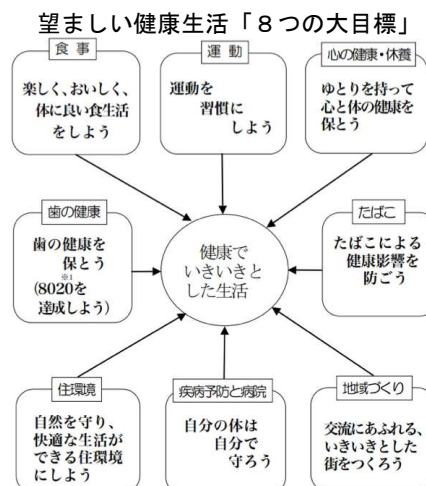 望ましい健康生活「８つの大目標」
食 事
楽しく、おいしく、
体に良い食生活
をしよう
運 動
運動を
習慣に
しよう
心の健康・休養
ゆとりを持って
心と体の健康を
保とう
歯の健康
歯の健康を
保とう
※1
(8020を
達成しよう)
健康で
いきいきと
した生活
たばこ
たばこによる
健康影響を
防ごう
住環境
自然を守り、
快適な生活が
できる住環境
にしよう
疾病予防と病院
自分の体は
自分で
守ろう
地域づくり
交流にあふれる、
いきいきとした
街をつくろう